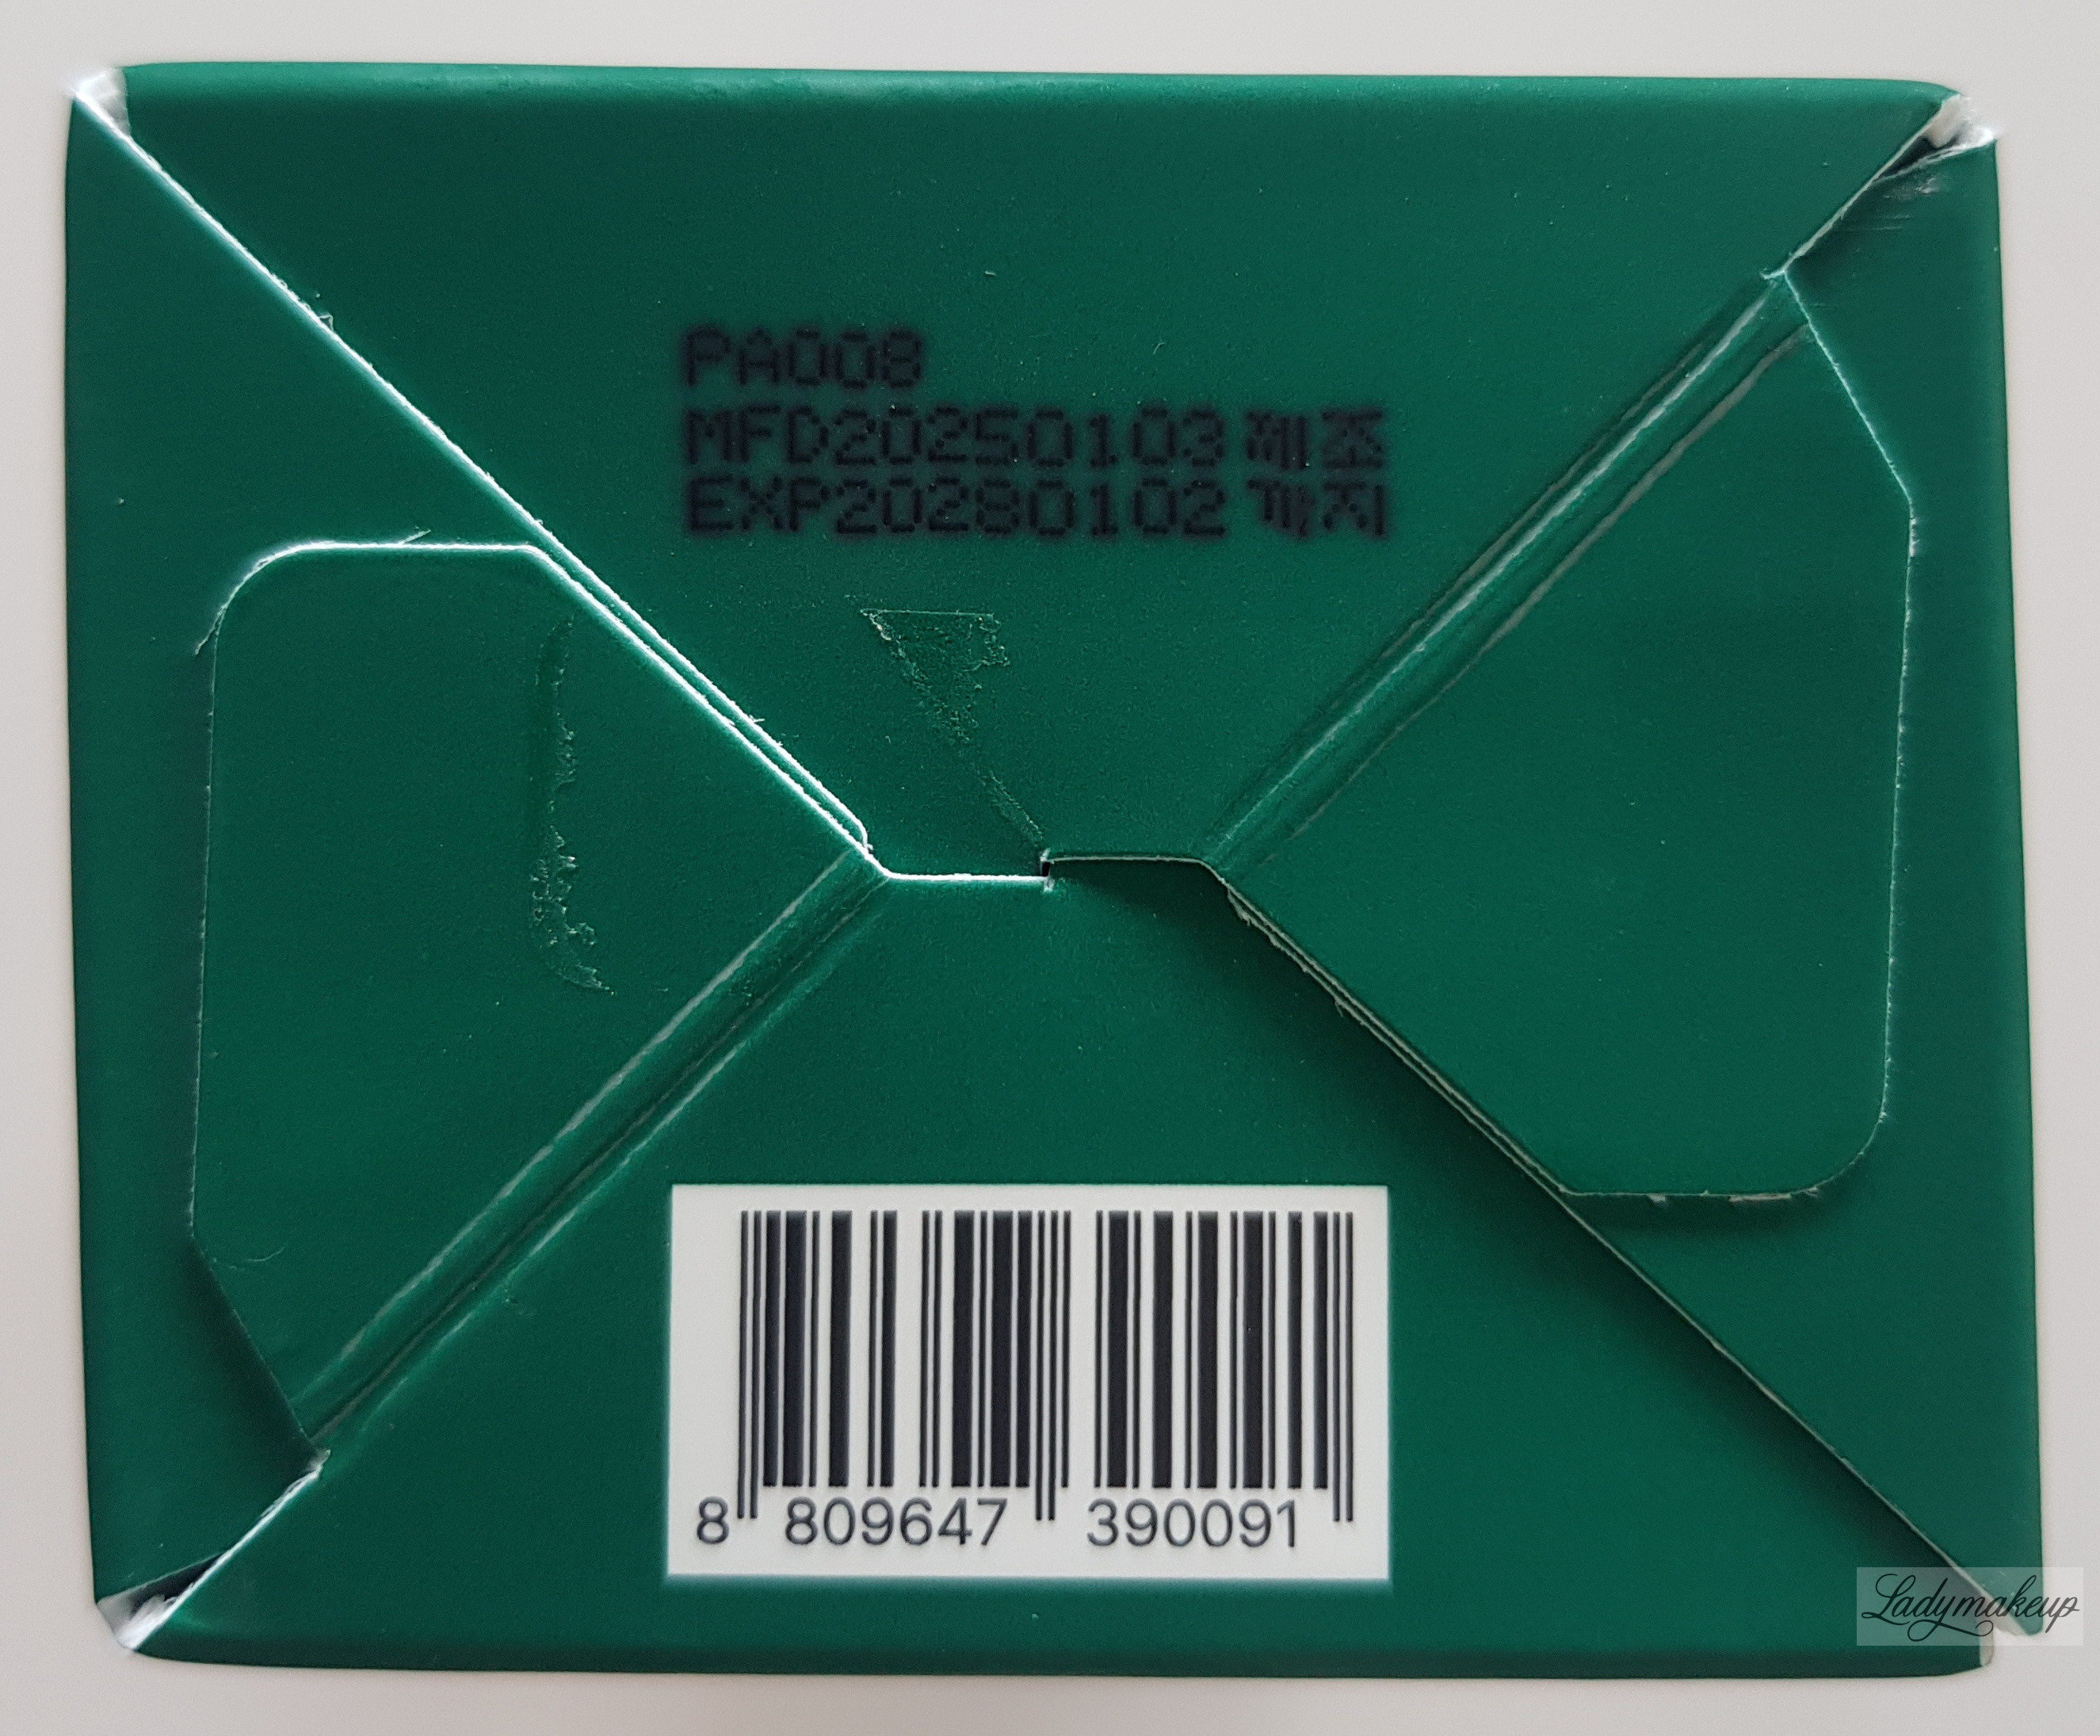 PA008
MFD20250103 제조
EXP20280102 까지
8 809647 390091
Ladymakeup